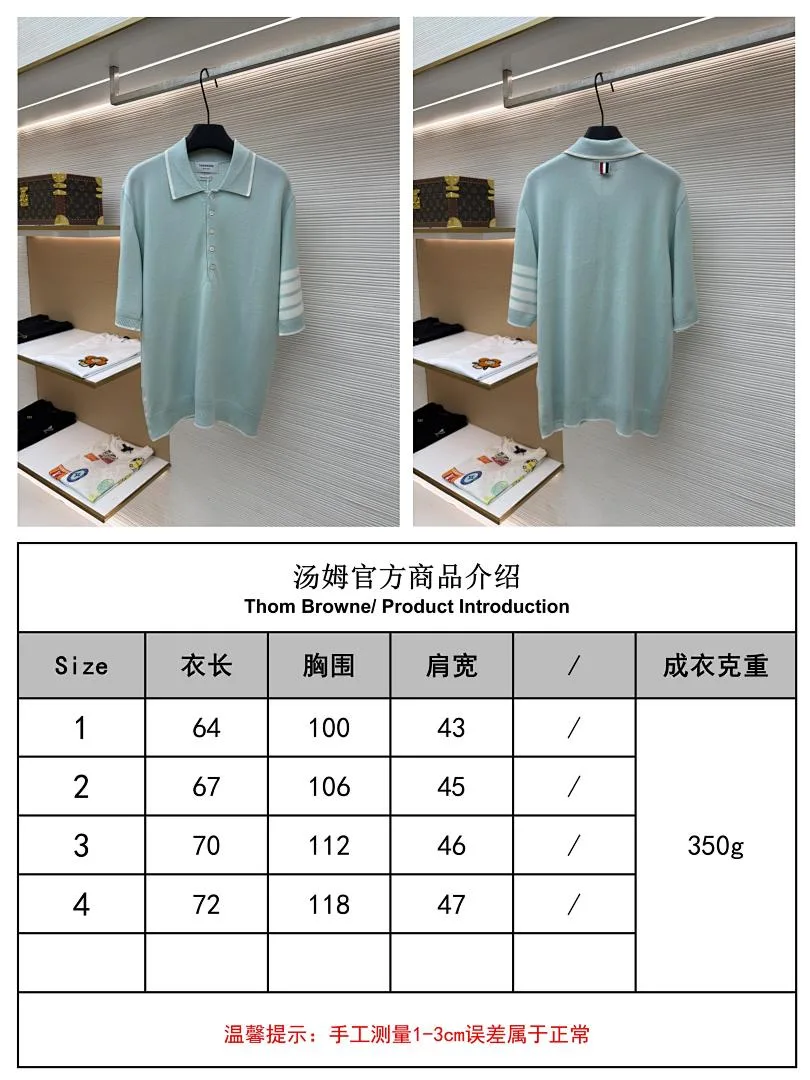 汤姆官方商品介绍
Thom Browne/ Product Introduction
Size 衣长 胸围 肩宽 / 成衣克重
1 64 100 43 /
2 67 106 45 /
3 70 112 46 /
350g
4 72 118 47 /
温馨提示：手工测量1-3cm误差属于正常